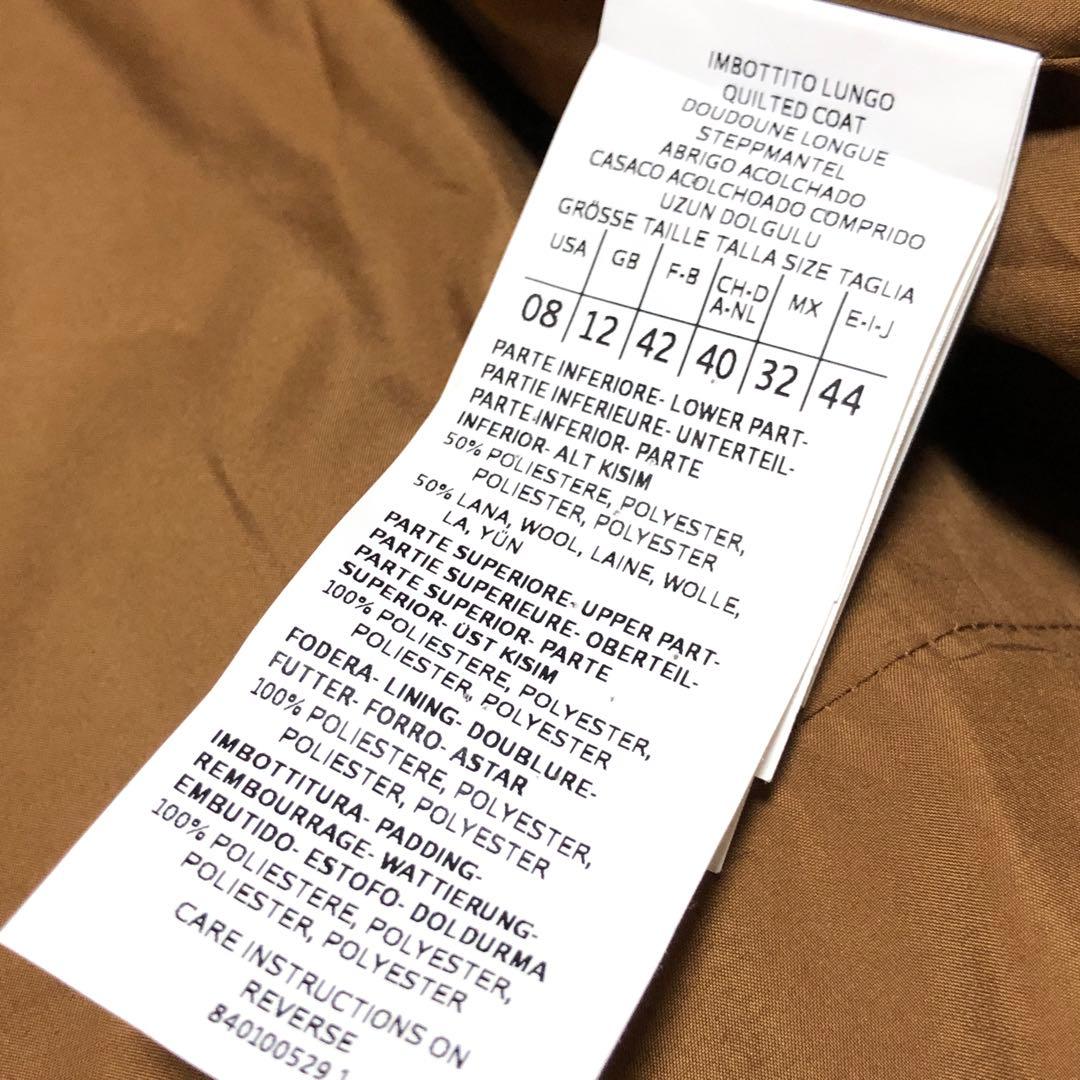 IMBOTTITO LUNGO
QUILTED COAT
DOUDOUNE LONGUE
STEPPMANTEL
ABRIGO ACOLCHADO
CASACO ACOLCHOADO COMPRIDO
UZUN DOLGULU
GRÖSSE TAILLE TALLA SIZE TAGLIA
USA GB F-B CH-D A-NL MX E-I-J
08 12 42 40 32 44
PARTE INFERIORE- LOWER PART-
PARTIE INFERIEURE- UNTERTEIL-
PARTE INFERIOR- PARTE
INFERIOR- ALT KISIM
50% POLIESTERE, POLYESTER,
POLIESTER, POLYESTER
50% LANA, WOOL, LAINE, WOLLE,
LA, YÜN
PARTE SUPERIORE- UPPER PART-
PARTIE SUPERIEURE- OBERTEIL-
PARTE SUPERIOR- PARTE
SUPERIOR- ÜST KISIM
100% POLIESTERE, POLYESTER,
POLIESTER, POLYESTER
FODERA- LINING- DOUBLURE-
FUTTER- FORRO- ASTAR
100% POLIESTERE, POLYESTER,
POLIESTER, POLYESTER
IMBOTTITURA- PADDING-
REMBOURRAGE- WATTIERUNG-
EMBUTIDO- ESTOFO- DOLDURMA
100% POLIESTERE, POLYESTER,
POLIESTER, POLYESTER
CARE INSTRUCTIONS ON
REVERSE
840100529 1